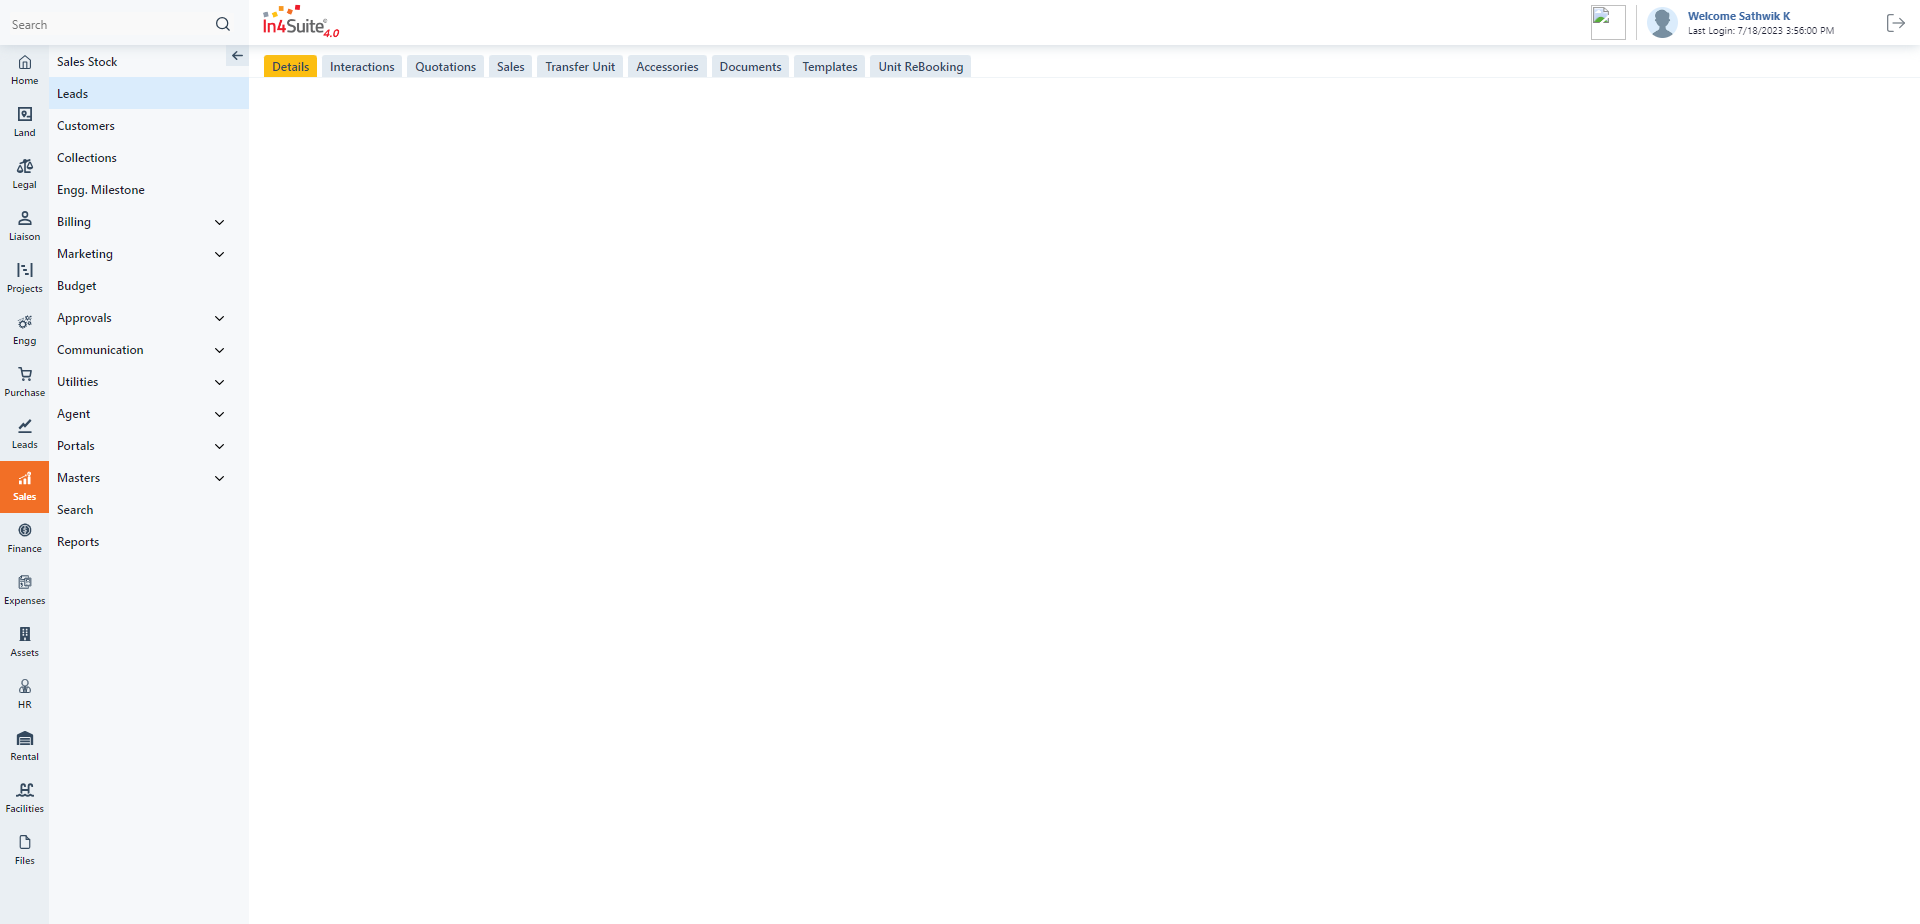 Search
In4Suite® 4.0
Welcome Sathwik K
Last Login: 7/18/2023 3:56:00 PM
Home
Land
Legal
Liaison
Projects
Engg
Purchase
Leads
Sales
Finance
Expenses
Assets
HR
Rental
Facilities
Files
Sales Stock
Leads
Customers
Collections
Engg. Milestone
Billing
Marketing
Budget
Approvals
Communication
Utilities
Agent
Portals
Masters
Search
Reports
Details Interactions Quotations Sales Transfer Unit Accessories Documents Templates Unit ReBooking